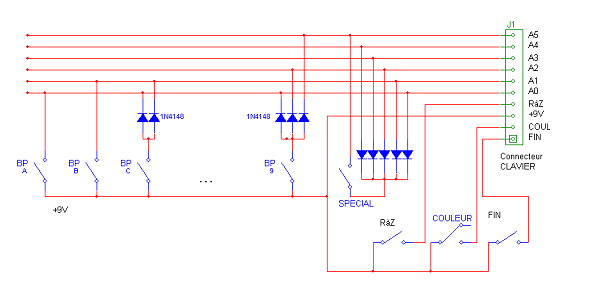 J1
A5
A4
A3
A2
A1
A0
RàZ
+9V
COUL
FIN
Connecteur
CLAVIER
1N4148
1N4148
BP
A
BP
B
BP
C
...
BP
9
SPECIAL
+9V
RàZ
COULEUR
FIN